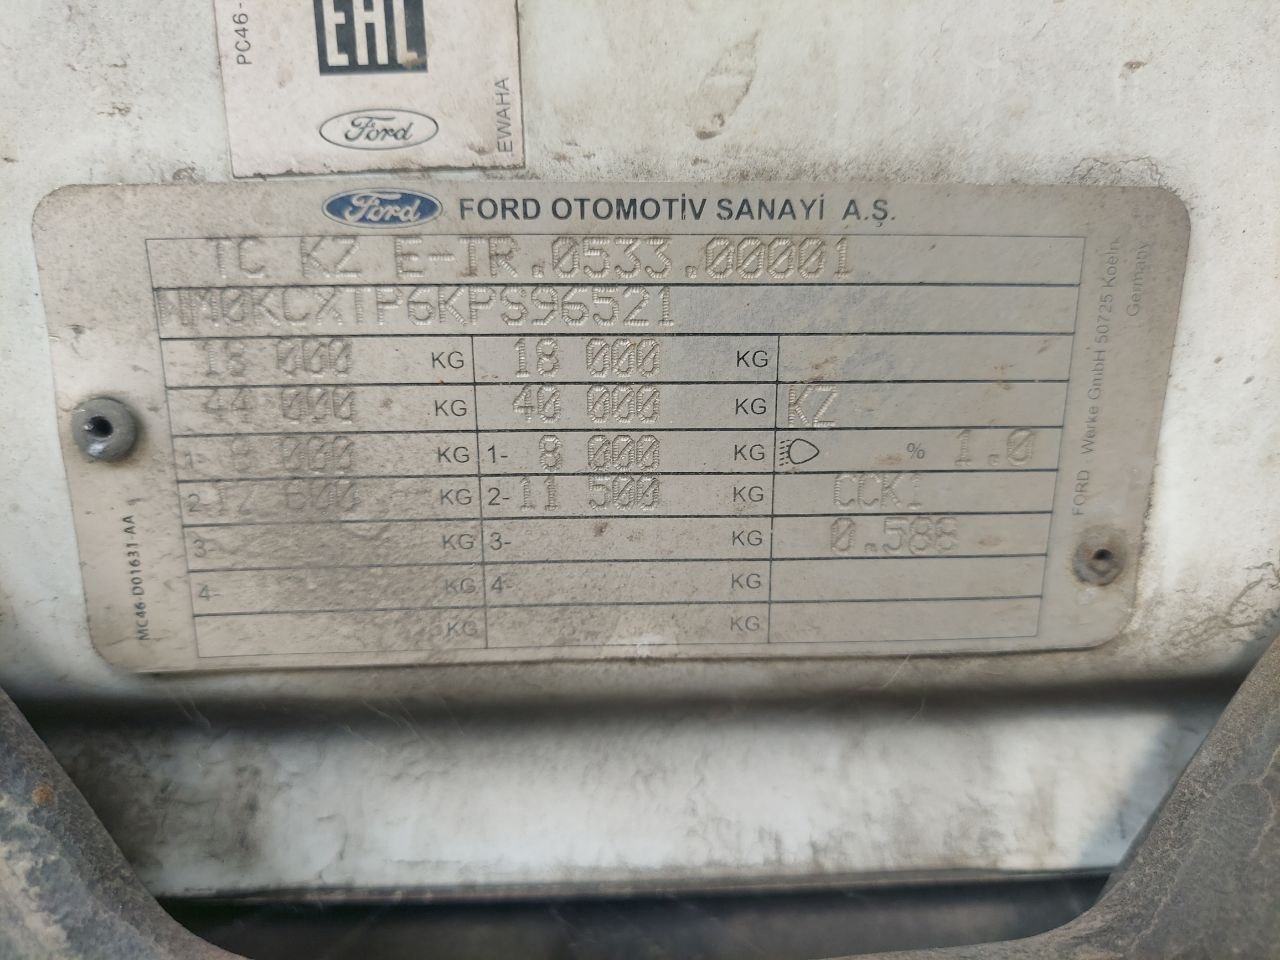 PC46-
EAC
Ford
EWAHA
Ford FORD OTOMOTİV SANAYİ A.Ş.
TC KZ E-TR.0533.00001
NM0KCXTP6KPS96521
18 000 KG 18 000 KG
44 000 KG 40 000 KG KZ
1- 8 000 KG 1- 8 000 KG % 1.0
2- 12 600 KG 2- 11 500 KG CCK1
3- KG 3- KG 0.588
4- KG 4- KG
KG KG
MC46-D01631-AA
FORD Werke GmbH 50725 Koeln
Germany